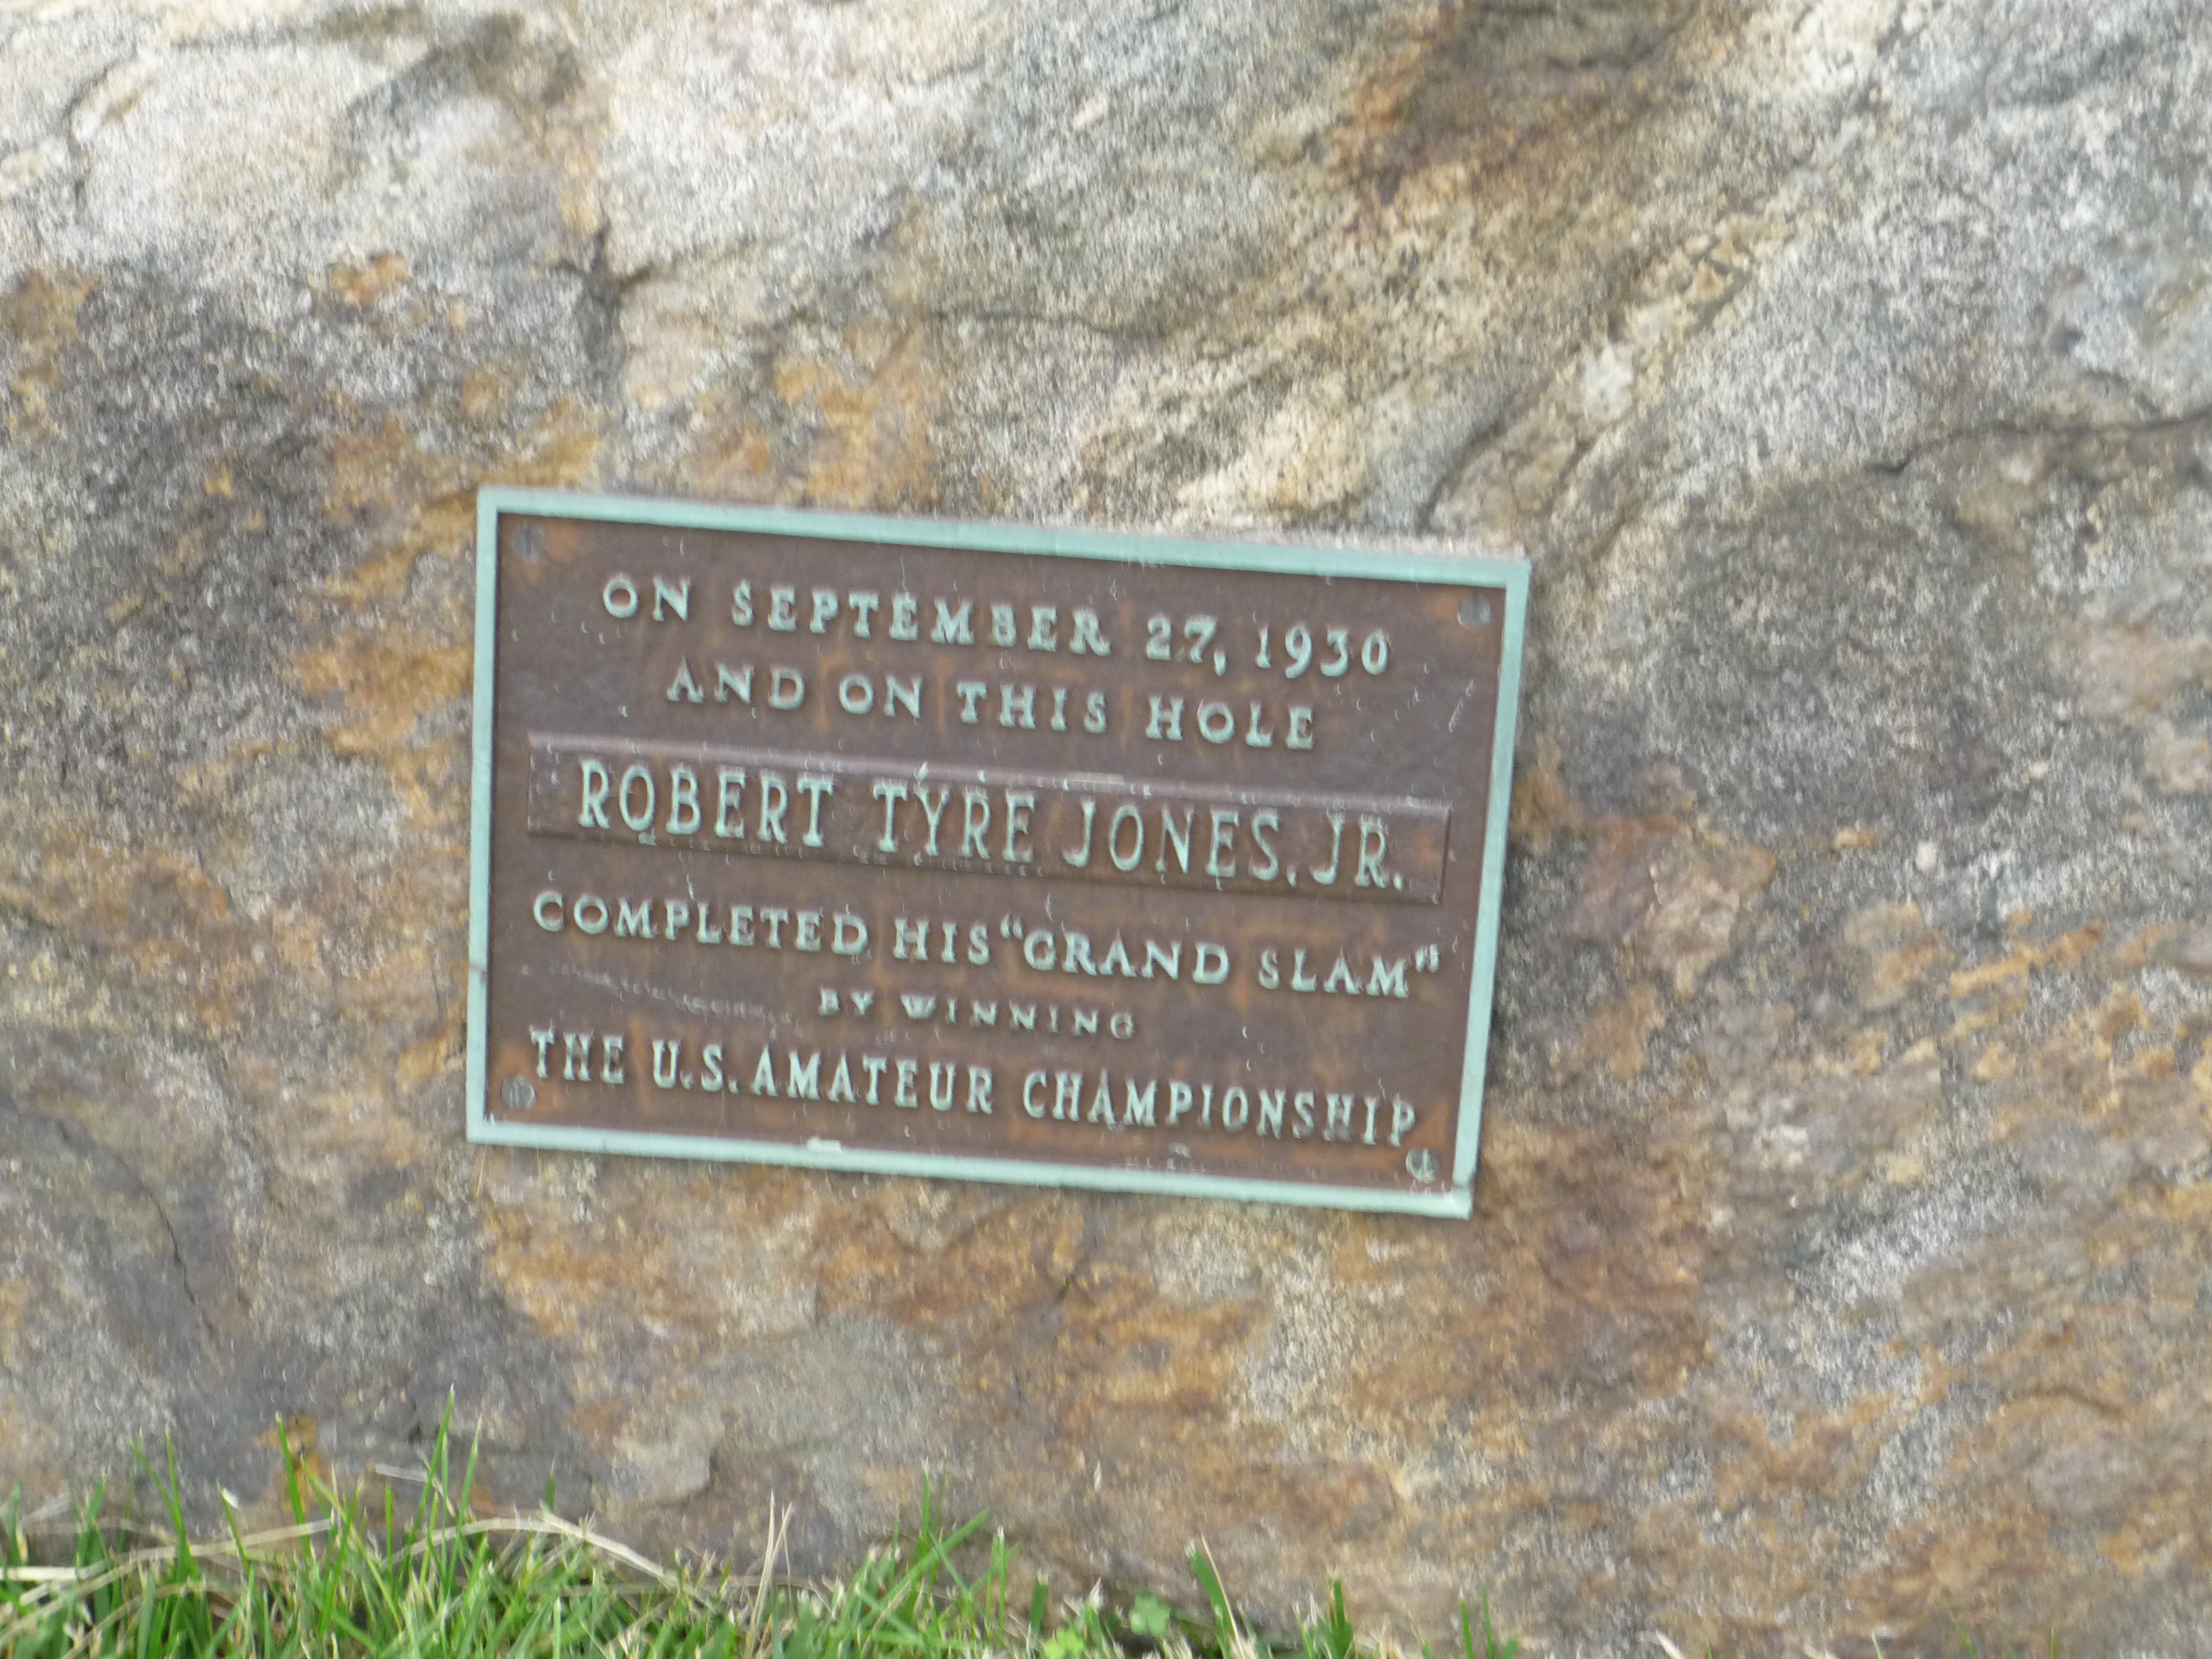 ON SEPTEMBER 27, 1930
AND ON THIS HOLE
ROBERT TYRE JONES, JR.
COMPLETED HIS "GRAND SLAM"
BY WINNING
THE U.S. AMATEUR CHAMPIONSHIP